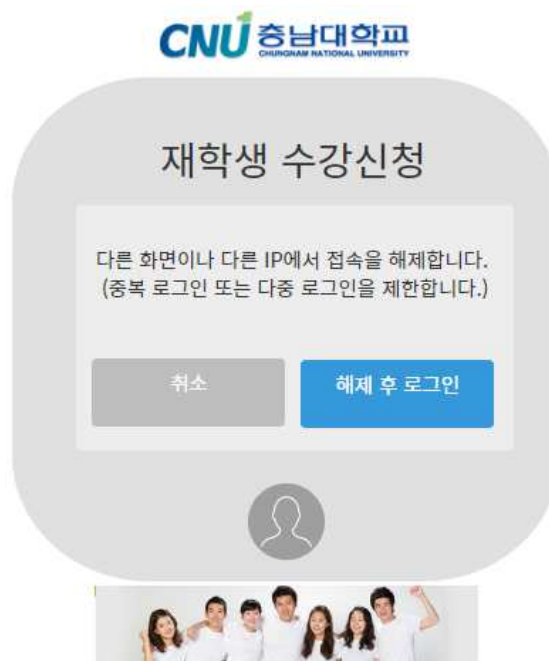 CNU 충남대학교
CHUNGNAM NATIONAL UNIVERSITY
재학생 수강신청
다른 화면이나 다른 IP에서 접속을 해제합니다.
(중복 로그인 또는 다중 로그인을 제한합니다.)
취소
해제 후 로그인